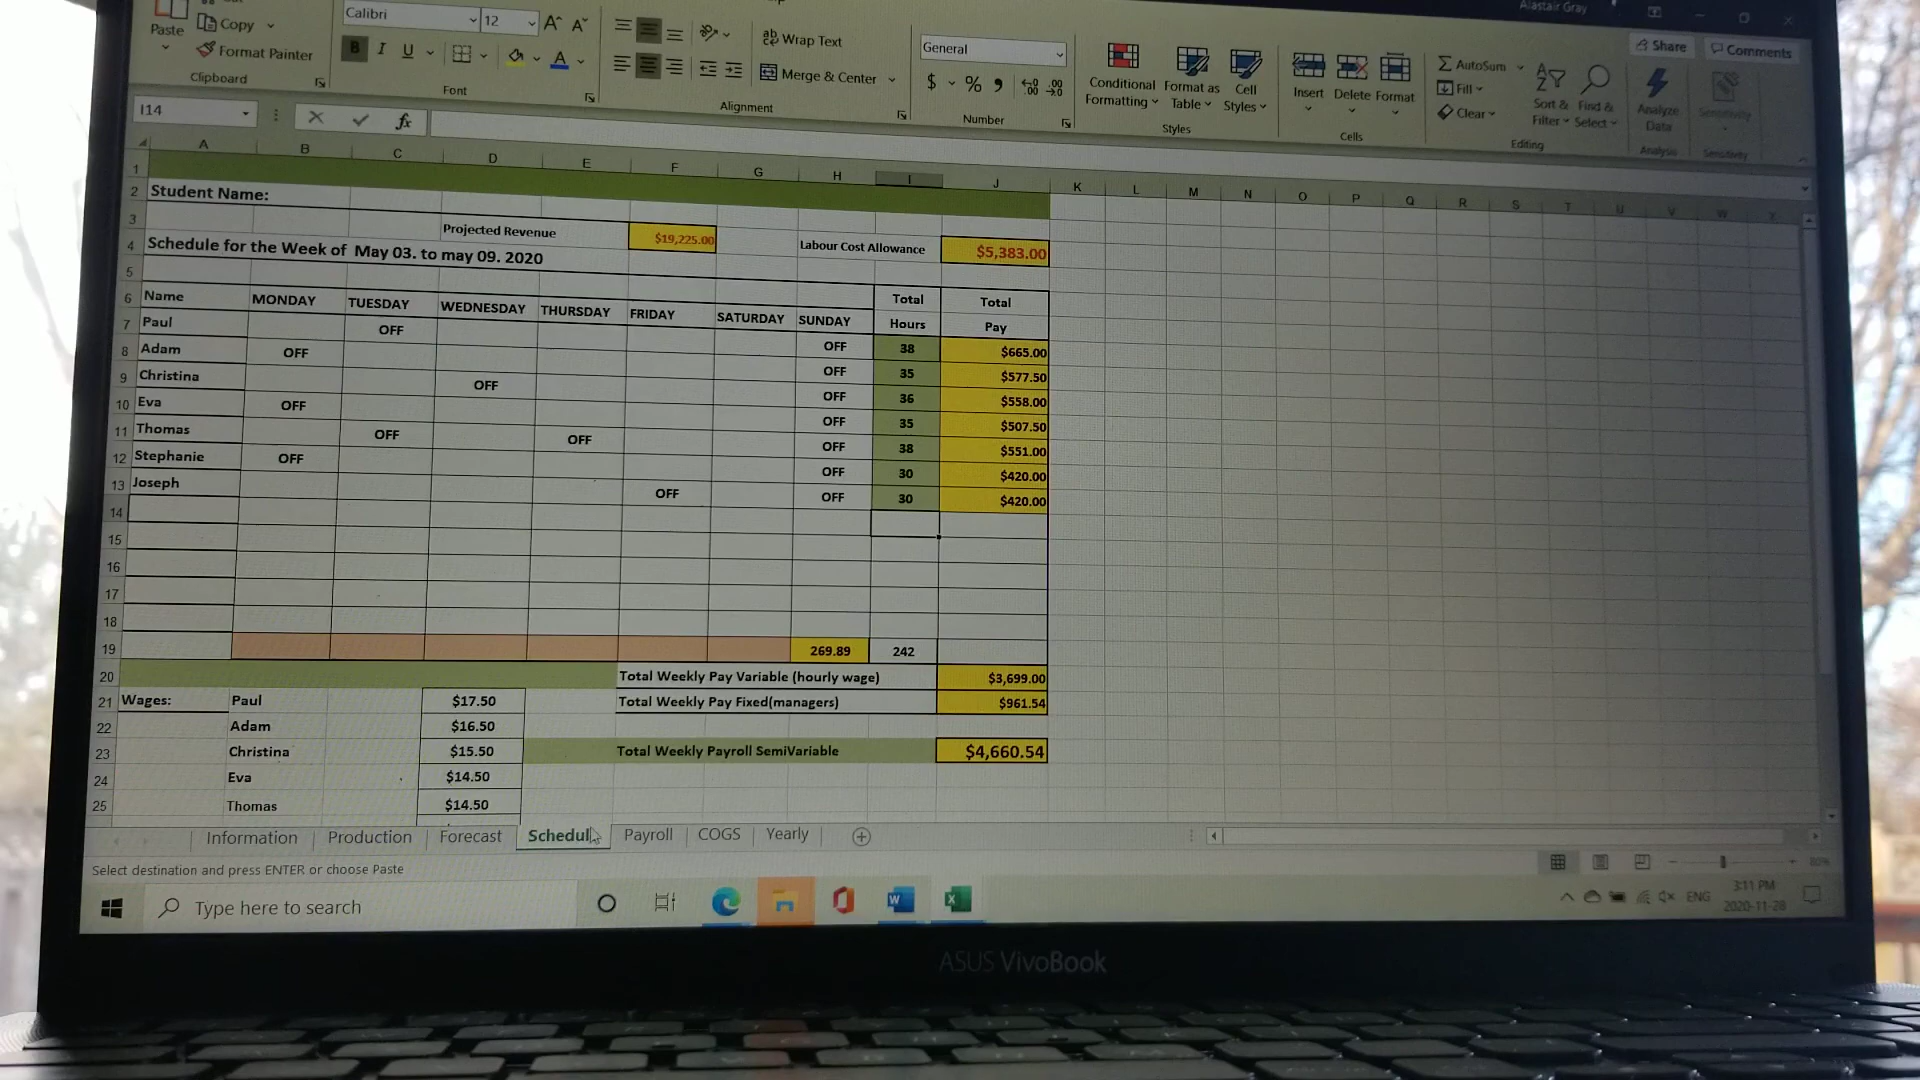 Alastair Gray
Paste
Copy
Format Painter
Clipboard
Calibri 12
B I U
Font
ab Wrap Text
Merge & Center
Alignment
General
$ % ,
Number
Conditional Formatting
Format as Table
Cell Styles
Styles
Insert Delete Format
Cells
AutoSum
Fill
Clear
Sort & Filter
Find & Select
Editing
Analyze Data
Analysis
Sensitivity
Sensitivity
Share Comments
I14 fx
A B C D E F G H I J K L M N O P Q R S T U V W X
1
2 Student Name:
3 Projected Revenue $19,225.00 Labour Cost Allowance $5,383.00
4 Schedule for the Week of May 03. to may 09. 2020
5
6 Name MONDAY TUESDAY WEDNESDAY THURSDAY FRIDAY SATURDAY SUNDAY Total Hours Total Pay
7 Paul OFF OFF 38 $665.00
8 Adam OFF OFF 35 $577.50
9 Christina OFF OFF 36 $558.00
10 Eva OFF OFF 35 $507.50
11 Thomas OFF OFF OFF 38 $551.00
12 Stephanie OFF OFF 30 $420.00
13 Joseph OFF OFF 30 $420.00
14
15
16
17
18
19 269.89 242
20 Total Weekly Pay Variable (hourly wage) $3,699.00
21 Wages: Paul $17.50 Total Weekly Pay Fixed(managers) $961.54
22 Adam $16.50
23 Christina $15.50 Total Weekly Payroll SemiVariable $4,660.54
24 Eva $14.50
25 Thomas $14.50
Information Production Forecast Schedul Payroll COGS Yearly
Select destination and press ENTER or choose Paste
80%
Type here to search
ENG
3:11 PM
2020-11-28
ASUS VivoBook